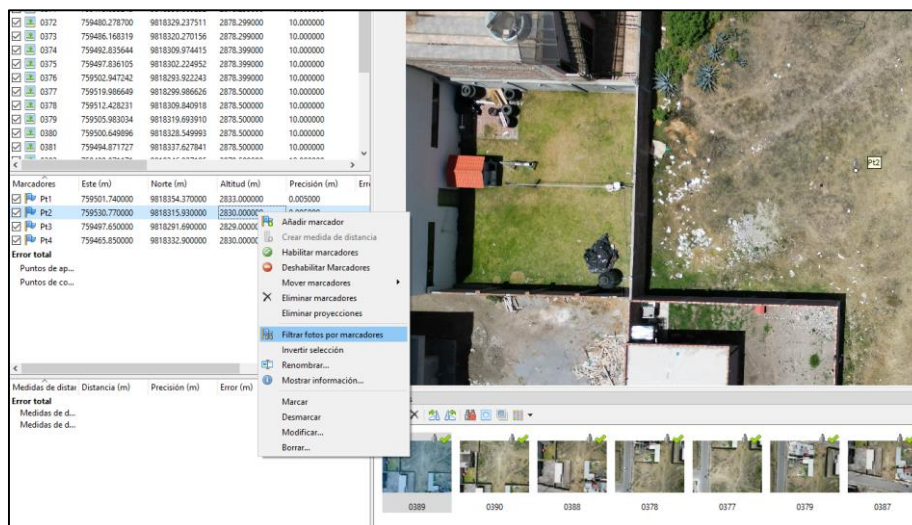 0372 759480.278700 9818329.237511 2878.299000 10.000000
0373 759486.168319 9818320.270156 2878.299000 10.000000
0374 759492.835644 9818309.974415 2878.399000 10.000000
0375 759497.836105 9818302.224952 2878.399000 10.000000
0376 759502.947242 9818293.922243 2878.399000 10.000000
0377 759519.986649 9818299.986626 2878.500000 10.000000
0378 759512.428231 9818309.840918 2878.500000 10.000000
0379 759505.983034 9818319.693910 2878.500000 10.000000
0380 759500.649896 9818328.549993 2878.500000 10.000000
0381 759494.871727 9818337.627841 2878.500000 10.000000
Marcadores Este (m) Norte (m) Altitud (m) Precisión (m) Err
Pt1 759501.740000 9818354.370000 2833.000000 0.005000
Pt2 759530.770000 9818315.930000 2830.00000
Pt3 759497.650000 9818291.690000 2829.00000
Pt4 759465.850000 9818332.900000 2830.00000
Error total
Puntos de ap...
Puntos de co...
Añadir marcador
Crear medida de distancia
Habilitar marcadores
Deshabilitar Marcadores
Mover marcadores
Eliminar marcadores
Eliminar proyecciones
Filtrar fotos por marcadores
Invertir selección
Renombrar...
Mostrar información...
Marcar
Desmarcar
Modificar...
Borrar...
Medidas de distar Distancia (m) Precisión (m) Error (m)
Error total
Medidas de d...
Medidas de d...
Pt2
0389 0390 0388 0378 0377 0379 0387